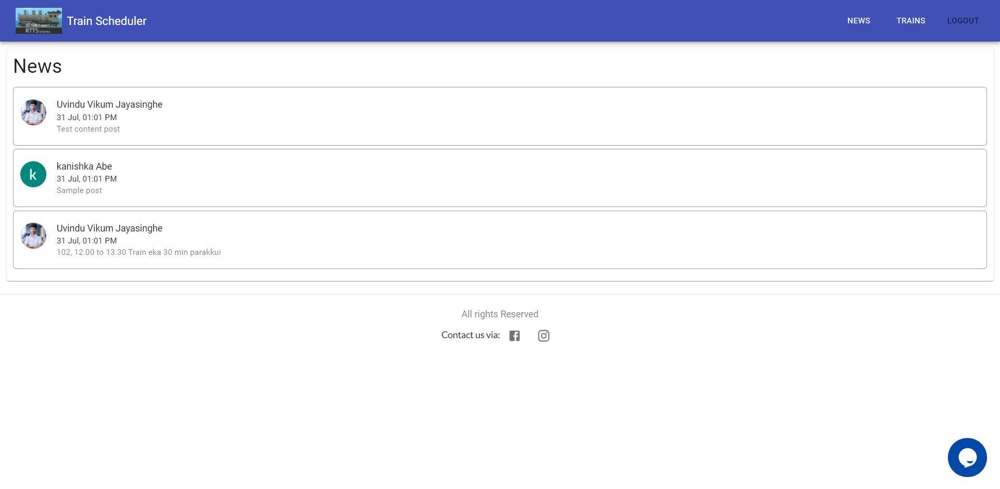 RTTS Srilanka
Train Scheduler
NEWS
TRAINS
LOGOUT
News
Uvindu Vikum Jayasinghe
31 Jul, 01:01 PM
Test content post
k
kanishka Abe
31 Jul, 01:01 PM
Sample post
Uvindu Vikum Jayasinghe
31 Jul, 01:01 PM
102, 12.00 to 13.30 Train eka 30 min parakkui
All rights Reserved
Contact us via: